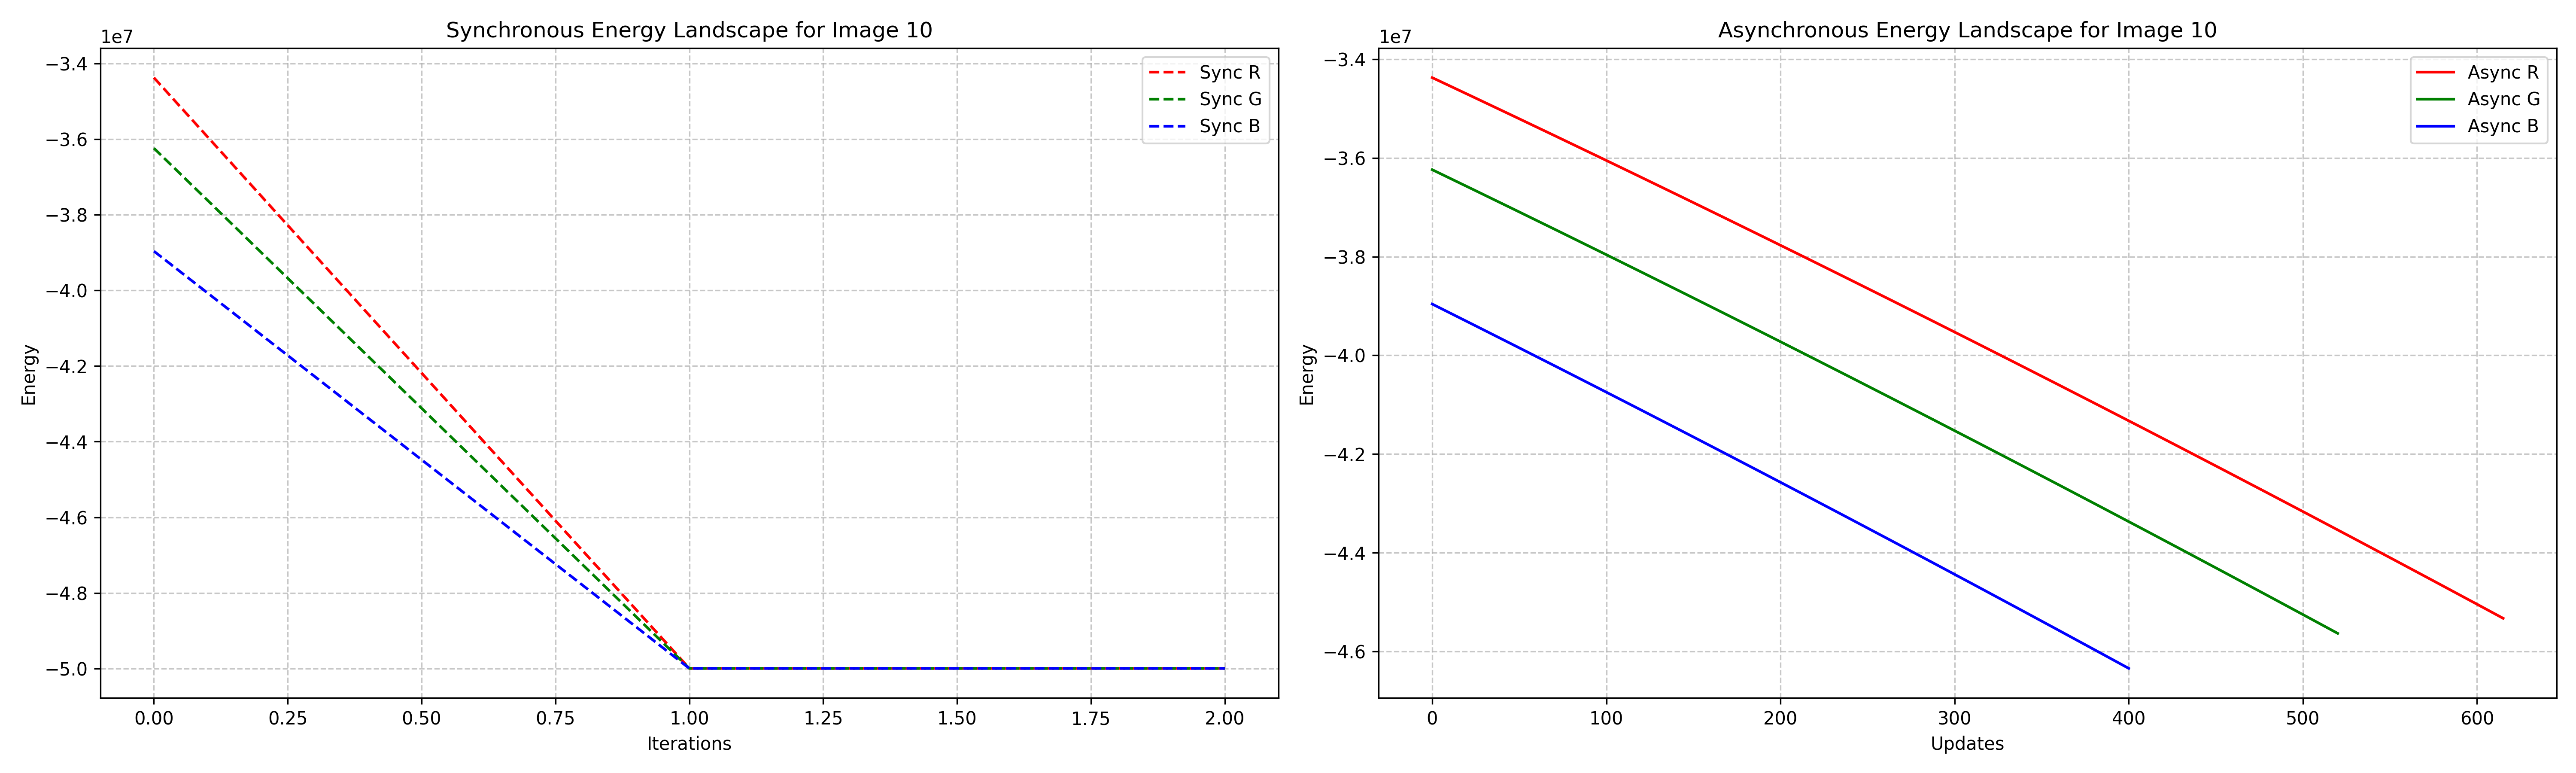 Synchronous Energy Landscape for Image 10
1e7
−3.4
−3.6
−3.8
−4.0
−4.2
−4.4
−4.6
−4.8
−5.0
Energy
0.00 0.25 0.50 0.75 1.00 1.25 1.50 1.75 2.00
Iterations
Sync R
Sync G
Sync B
Asynchronous Energy Landscape for Image 10
1e7
−3.4
−3.6
−3.8
−4.0
−4.2
−4.4
−4.6
Energy
0 100 200 300 400 500 600
Updates
Async R
Async G
Async B